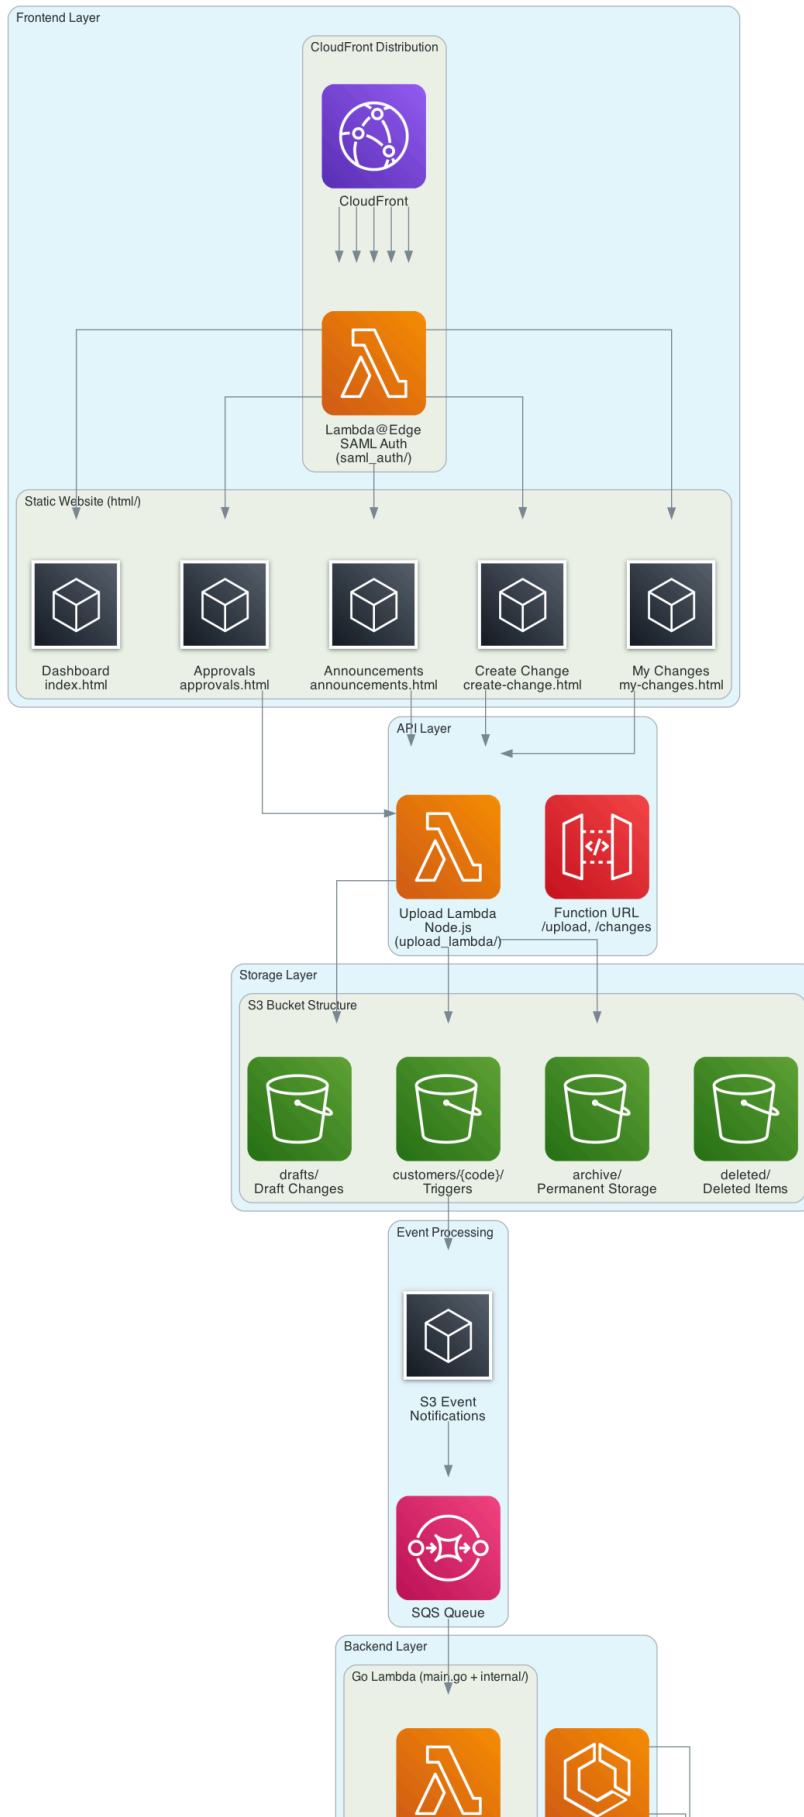 Frontend Layer
CloudFront Distribution
CloudFront
Lambda@Edge
SAML Auth
(saml_auth/)
Static Website (html/)
Dashboard
index.html
Approvals
approvals.html
Announcements
announcements.html
Create Change
create-change.html
My Changes
my-changes.html
API Layer
Upload Lambda
Node.js
(upload_lambda/)
Function URL
/upload, /changes
Storage Layer
S3 Bucket Structure
drafts/
Draft Changes
customers/{code}/
Triggers
archive/
Permanent Storage
deleted/
Deleted Items
Event Processing
S3 Event
Notifications
SQS Queue
Backend Layer
Go Lambda (main.go + internal/)